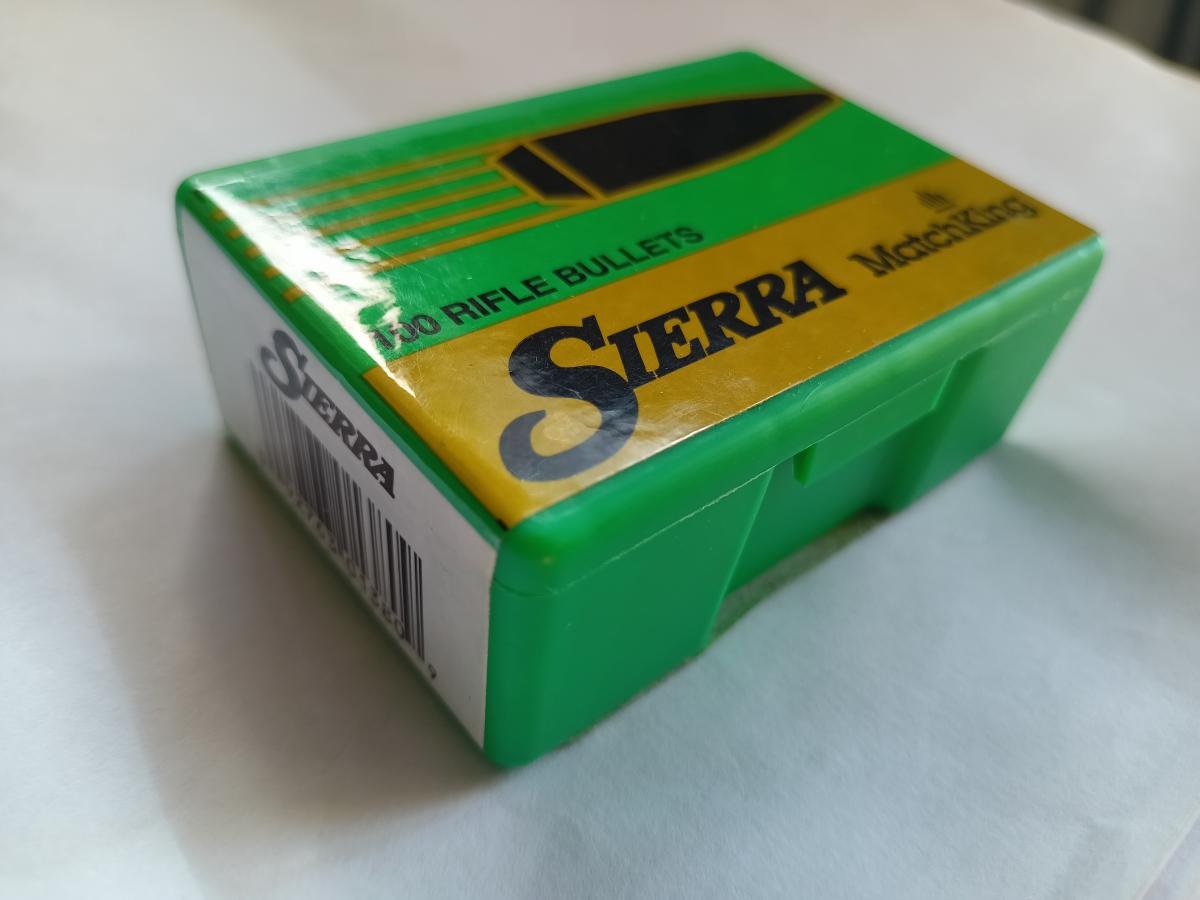 100 RIFLE BULLETS
SIERRA
MatchKing
SIERRA